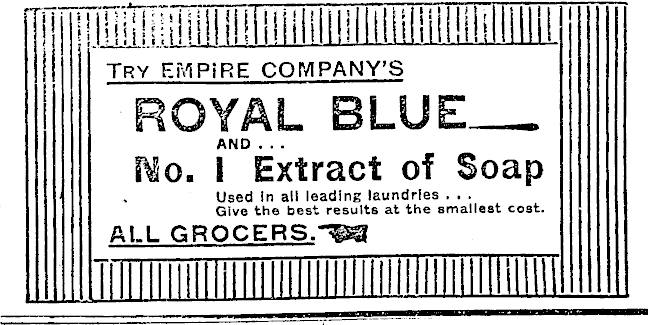 TRY EMPIRE COMPANY'S
ROYAL BLUE
AND...
No. 1 Extract of Soap
Used in all leading laundries...
Give the best results at the smallest cost.
ALL GROCERS.